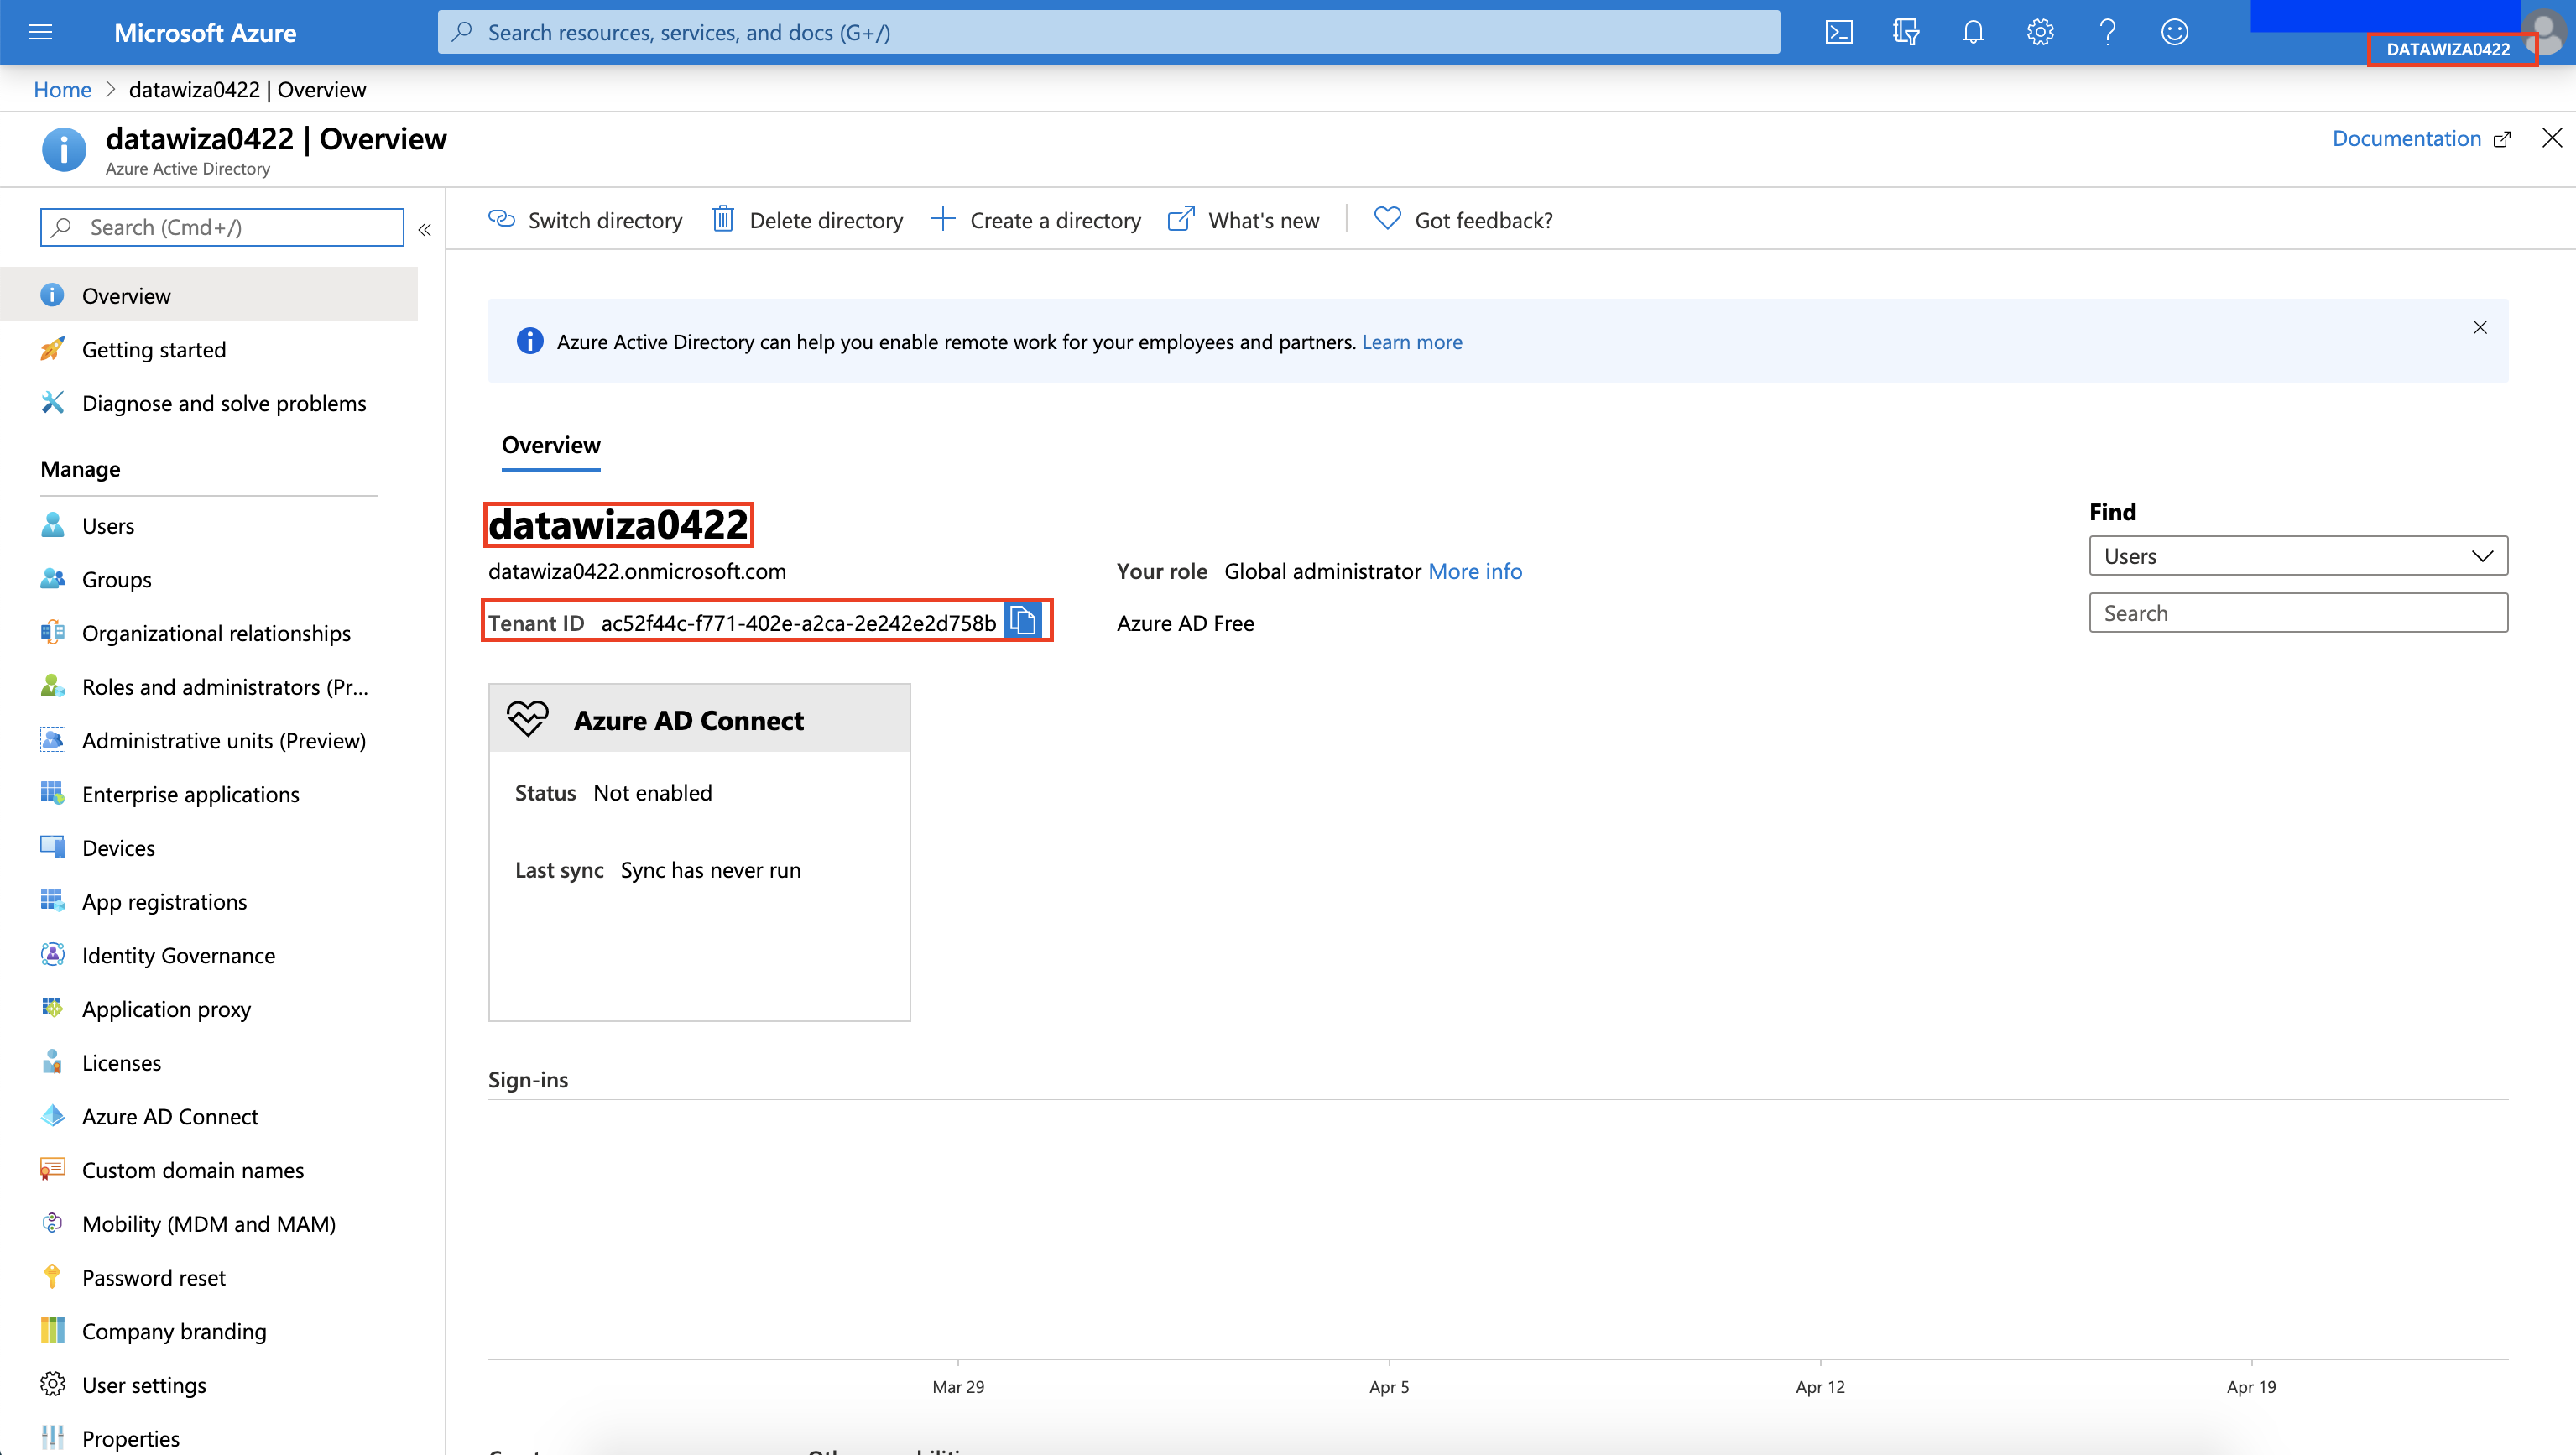 Microsoft Azure
Search resources, services, and docs (G+/)
DATAWIZA0422
Home > datawiza0422 | Overview
datawiza0422 | Overview
Azure Active Directory
Documentation
Search (Cmd+/)
«
Switch directory
Delete directory
Create a directory
What's new
Got feedback?
Overview
Getting started
Diagnose and solve problems
Manage
Users
Groups
Organizational relationships
Roles and administrators (Pr...
Administrative units (Preview)
Enterprise applications
Devices
App registrations
Identity Governance
Application proxy
Licenses
Azure AD Connect
Custom domain names
Mobility (MDM and MAM)
Password reset
Company branding
User settings
Properties
Azure Active Directory can help you enable remote work for your employees and partners. Learn more
Overview
datawiza0422
datawiza0422.onmicrosoft.com
Tenant ID ac52f44c-f771-402e-a2ca-2e242e2d758b
Your role Global administrator More info
Azure AD Free
Find
Users
Search
Azure AD Connect
Status Not enabled
Last sync Sync has never run
Sign-ins
Mar 29
Apr 5
Apr 12
Apr 19